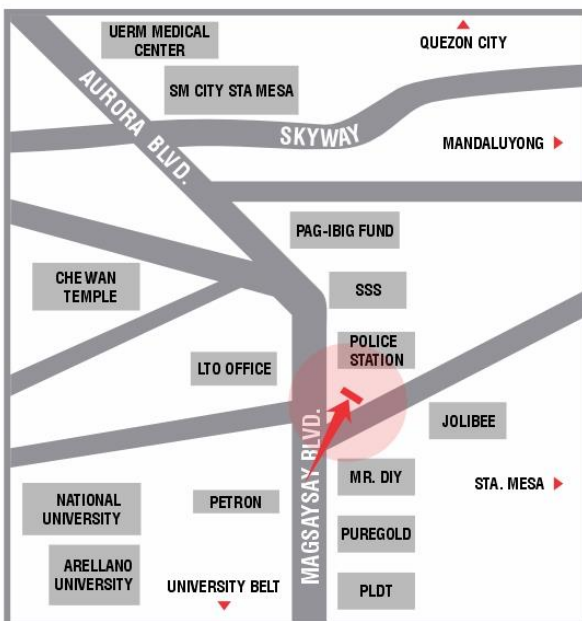 UERM MEDICAL
CENTER
QUEZON CITY
SM CITY STA MESA
AURORA BLVD.
SKYWAY
MANDALUYONG
PAG-IBIG FUND
CHE WAN
TEMPLE
SSS
POLICE
STATION
LTO OFFICE
JOLIBEE
MAGSAYSAY BLVD.
MR. DIY
STA. MESA
NATIONAL
UNIVERSITY
PETRON
PUREGOLD
ARELLANO
UNIVERSITY
UNIVERSITY BELT
PLDT